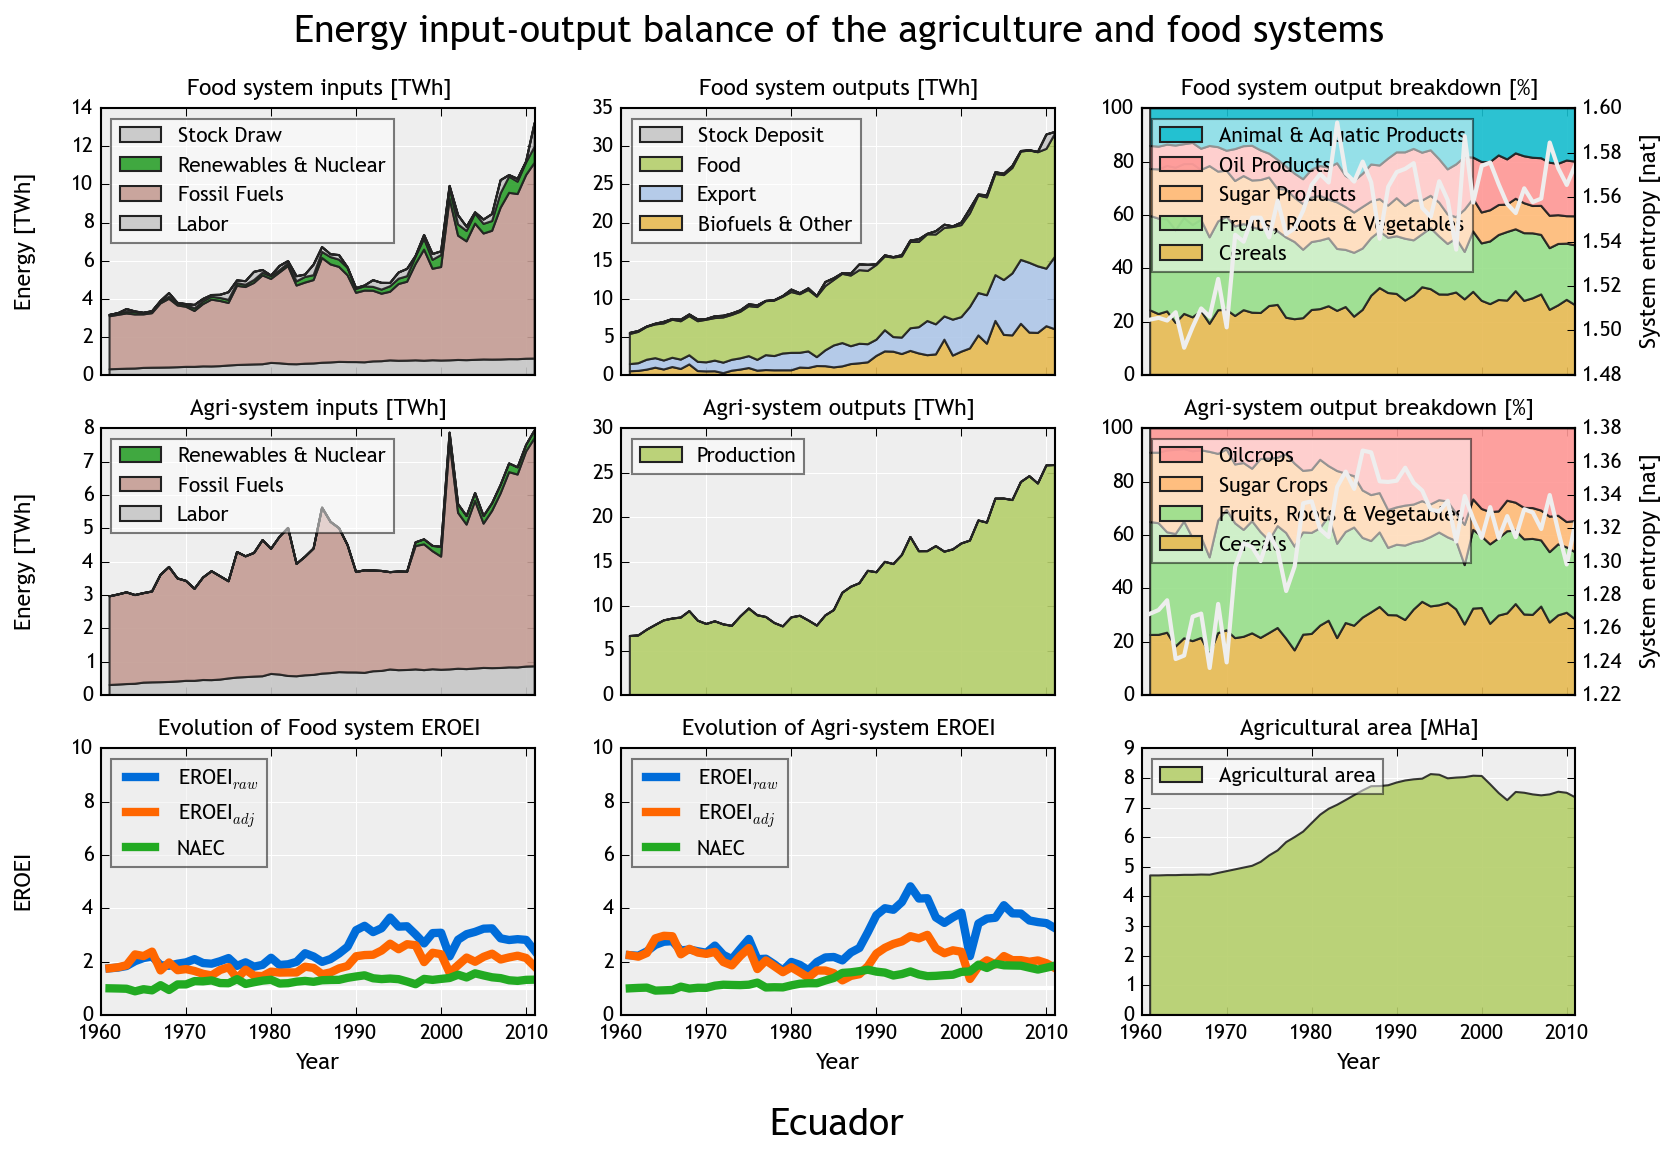 Energy input-output balance of the agriculture and food systems
Food system inputs [TWh]
Food system outputs [TWh]
Food system output breakdown [%]
Energy [TWh]
14
12
10
8
6
4
2
0
Stock Draw
Renewables & Nuclear
Fossil Fuels
Labor
35
30
25
20
15
10
5
0
Stock Deposit
Food
Export
Biofuels & Other
100
80
60
40
20
0
Animal & Aquatic Products
Oil Products
Sugar Products
Fruits, Roots & Vegetables
Cereals
1.60
1.58
1.56
1.54
1.52
1.50
1.48
System entropy [nat]
Agri-system inputs [TWh]
Agri-system outputs [TWh]
Agri-system output breakdown [%]
Energy [TWh]
8
7
6
5
4
3
2
1
0
Renewables & Nuclear
Fossil Fuels
Labor
30
25
20
15
10
5
0
Production
100
80
60
40
20
0
Oilcrops
Sugar Crops
Fruits, Roots & Vegetables
Cereals
1.38
1.36
1.34
1.32
1.30
1.28
1.26
1.24
1.22
System entropy [nat]
Evolution of Food system EROEI
Evolution of Agri-system EROEI
Agricultural area [MHa]
EROEI
10
8
6
4
2
0
EROEI raw
EROEI adj
NAEC
1960 1970 1980 1990 2000 2010
Year
10
8
6
4
2
0
EROEI raw
EROEI adj
NAEC
1960 1970 1980 1990 2000 2010
Year
9
8
7
6
5
4
3
2
1
0
Agricultural area
1960 1970 1980 1990 2000 2010
Year
Ecuador